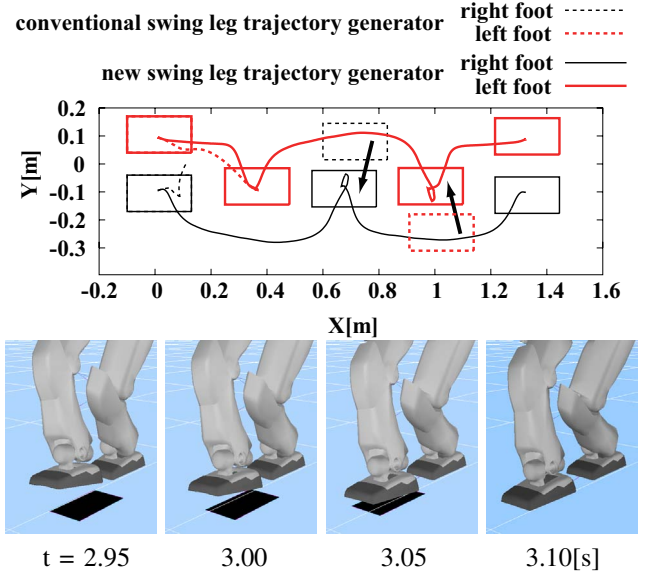 conventional swing leg trajectory generator right foot
left foot
new swing leg trajectory generator right foot
left foot
0.2
0.1
0
-0.1
-0.2
-0.3
Y[m]
-0.2 0 0.2 0.4 0.6 0.8 1 1.2 1.4 1.6
X[m]
t = 2.95 3.00 3.05 3.10[s]